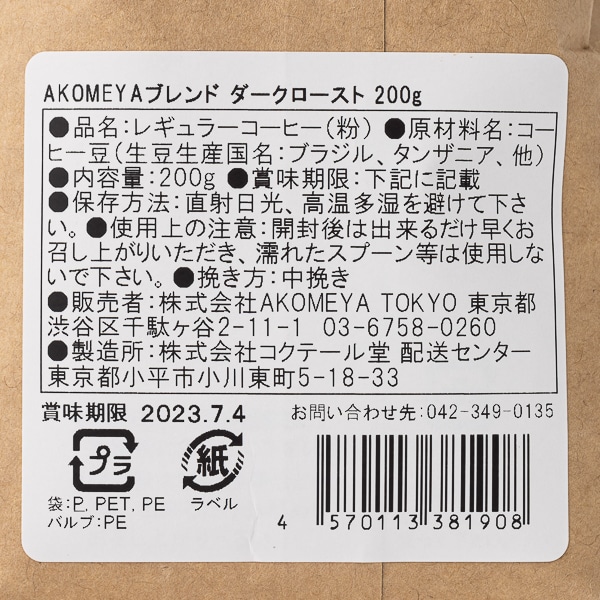 AKOMEYAブレンド ダークロースト 200g
●品名:レギュラーコーヒー(粉) ●原材料名:コー
ヒー豆(生豆生産国名:ブラジル、タンザニア、他)
●内容量:200g ●賞味期限:下記に記載
●保存方法:直射日光、高温多湿を避けて下さ
い。●使用上の注意:開封後は出来るだけ早くお
召し上がりいただき、濡れたスプーン等は使用しな
いで下さい。●挽き方:中挽き
●販売者:株式会社AKOMEYA TOKYO 東京都
渋谷区千駄ヶ谷2-11-1 03-6758-0260
●製造所:株式会社コクテール堂 配送センター
東京都小平市小川東町5-18-33
賞味期限 2023.7.4
お問い合わせ先:042-349-0135
プラ
紙
袋:P, PET, PE
バルブ:PE
ラベル
4 570113 381908